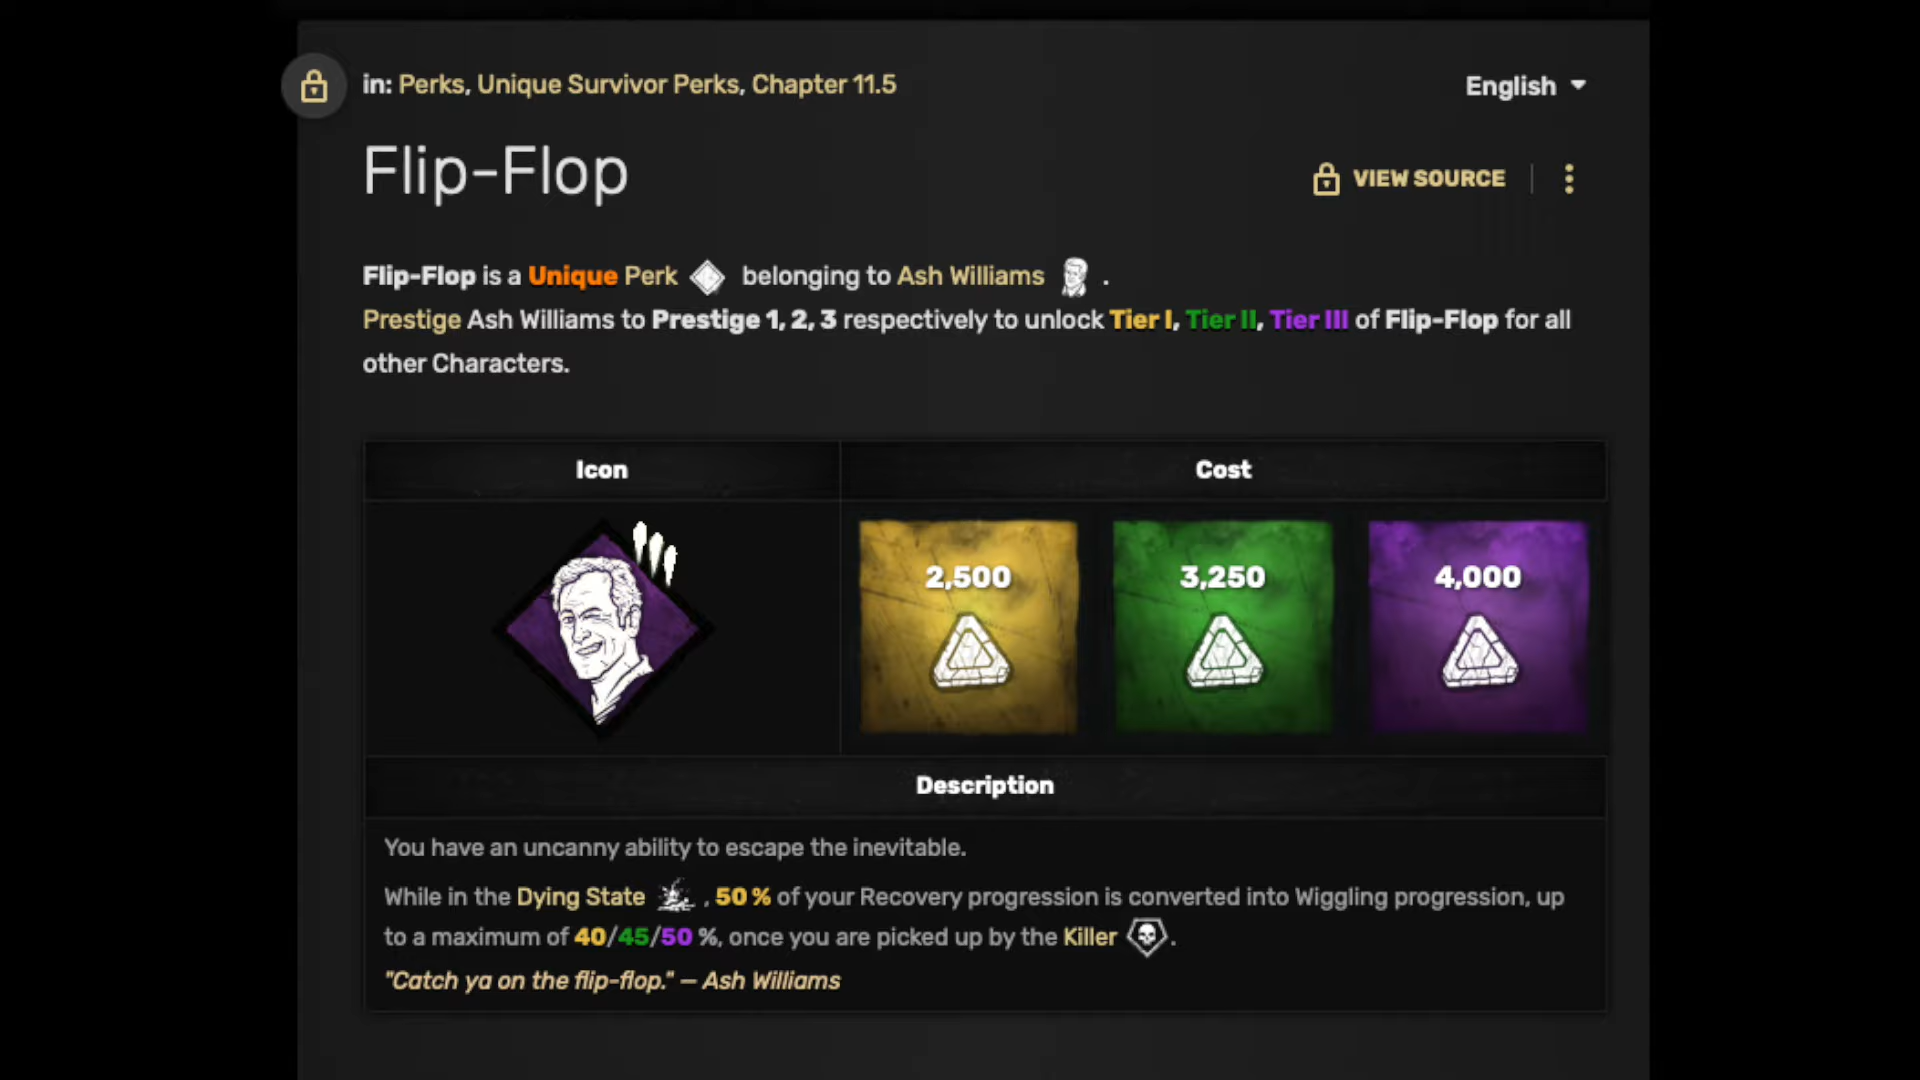 in: Perks, Unique Survivor Perks, Chapter 11.5
English
Flip-Flop
VIEW SOURCE
Flip-Flop is a Unique Perk belonging to Ash Williams .
Prestige Ash Williams to Prestige 1, 2, 3 respectively to unlock Tier I, Tier II, Tier III of Flip-Flop for all
other Characters.
Icon
Cost
2,500
3,250
4,000
Description
You have an uncanny ability to escape the inevitable.
While in the Dying State , 50 % of your Recovery progression is converted into Wiggling progression, up
to a maximum of 40/45/50 %, once you are picked up by the Killer .
"Catch ya on the flip-flop." — Ash Williams